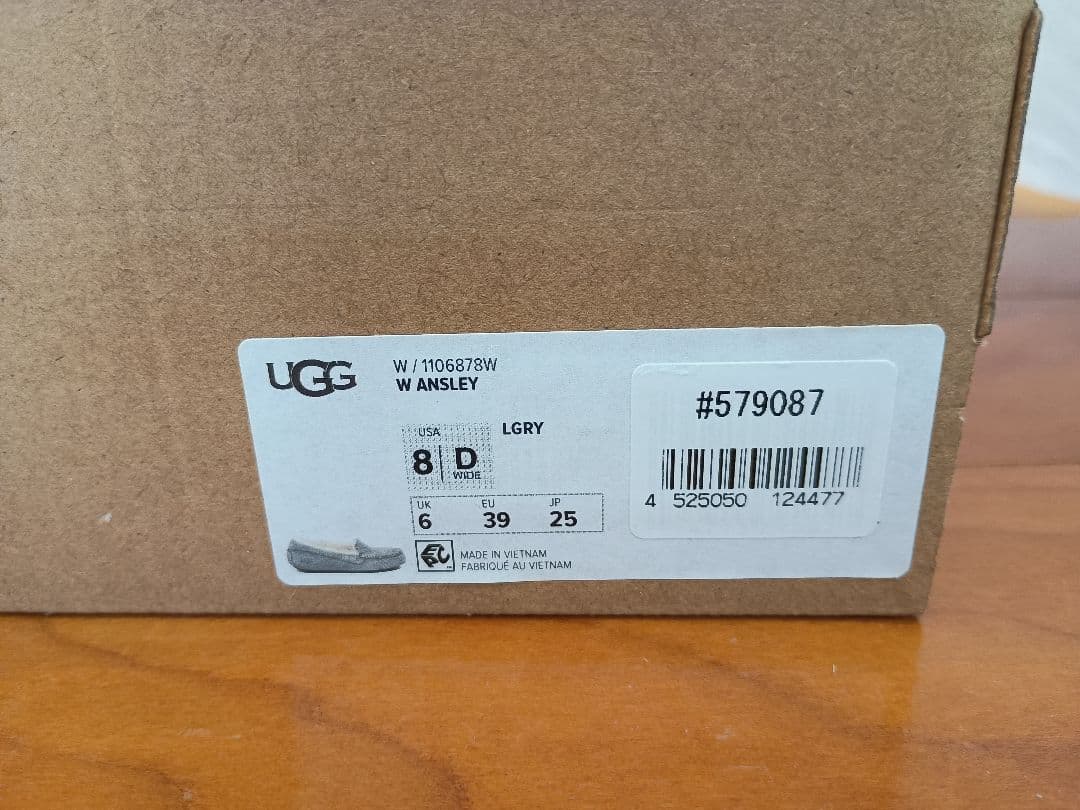 UGG
W / 1106878W
W ANSLEY
LGRY
USA
8 D
WIDE
UK EU JP
6 39 25
MADE IN VIETNAM
FABRIQUÉ AU VIETNAM
#579087
4 525050 124477